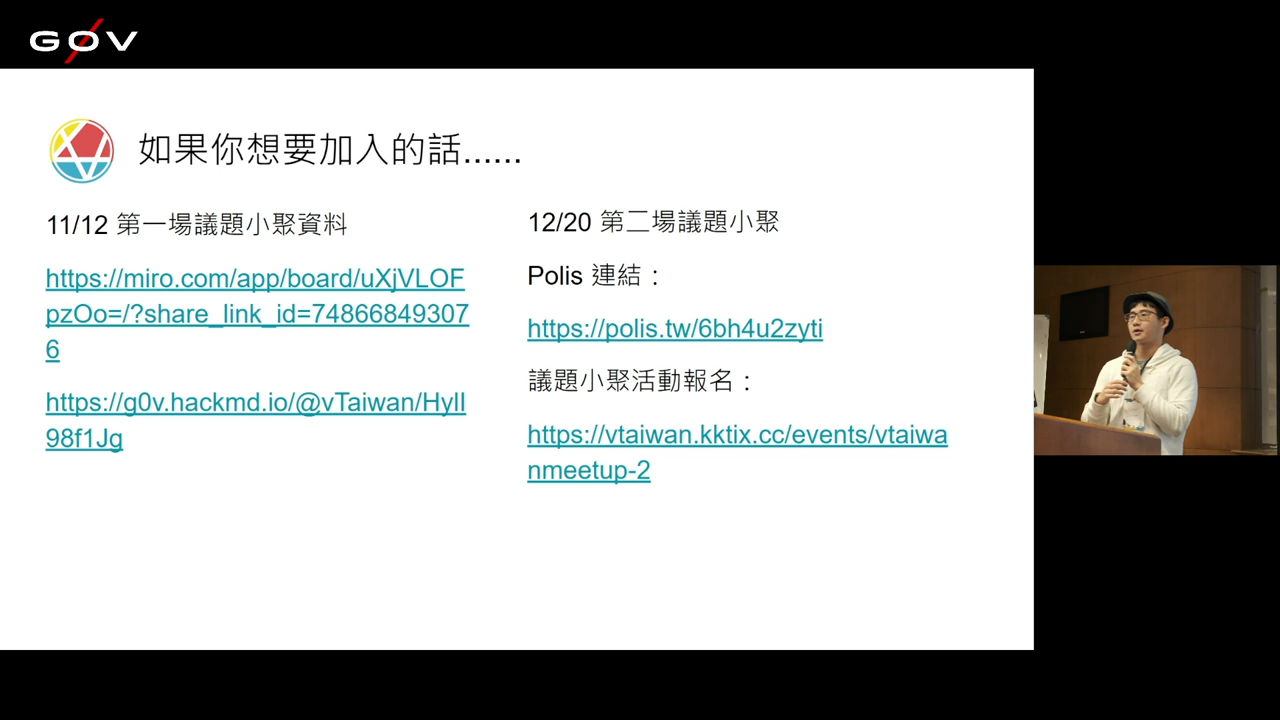 G0V
如果你想要加入的話......
11/12 第一場議題小聚資料
https://miro.com/app/board/uXjVLOF
pzOo=/?share_link_id=74866849307
6
https://g0v.hackmd.io/@vTaiwan/HylI
98f1Jg
12/20 第二場議題小聚
Polis 連結：
https://polis.tw/6bh4u2zyti
議題小聚活動報名：
https://vtaiwan.kktix.cc/events/vtaiwa
nmeetup-2